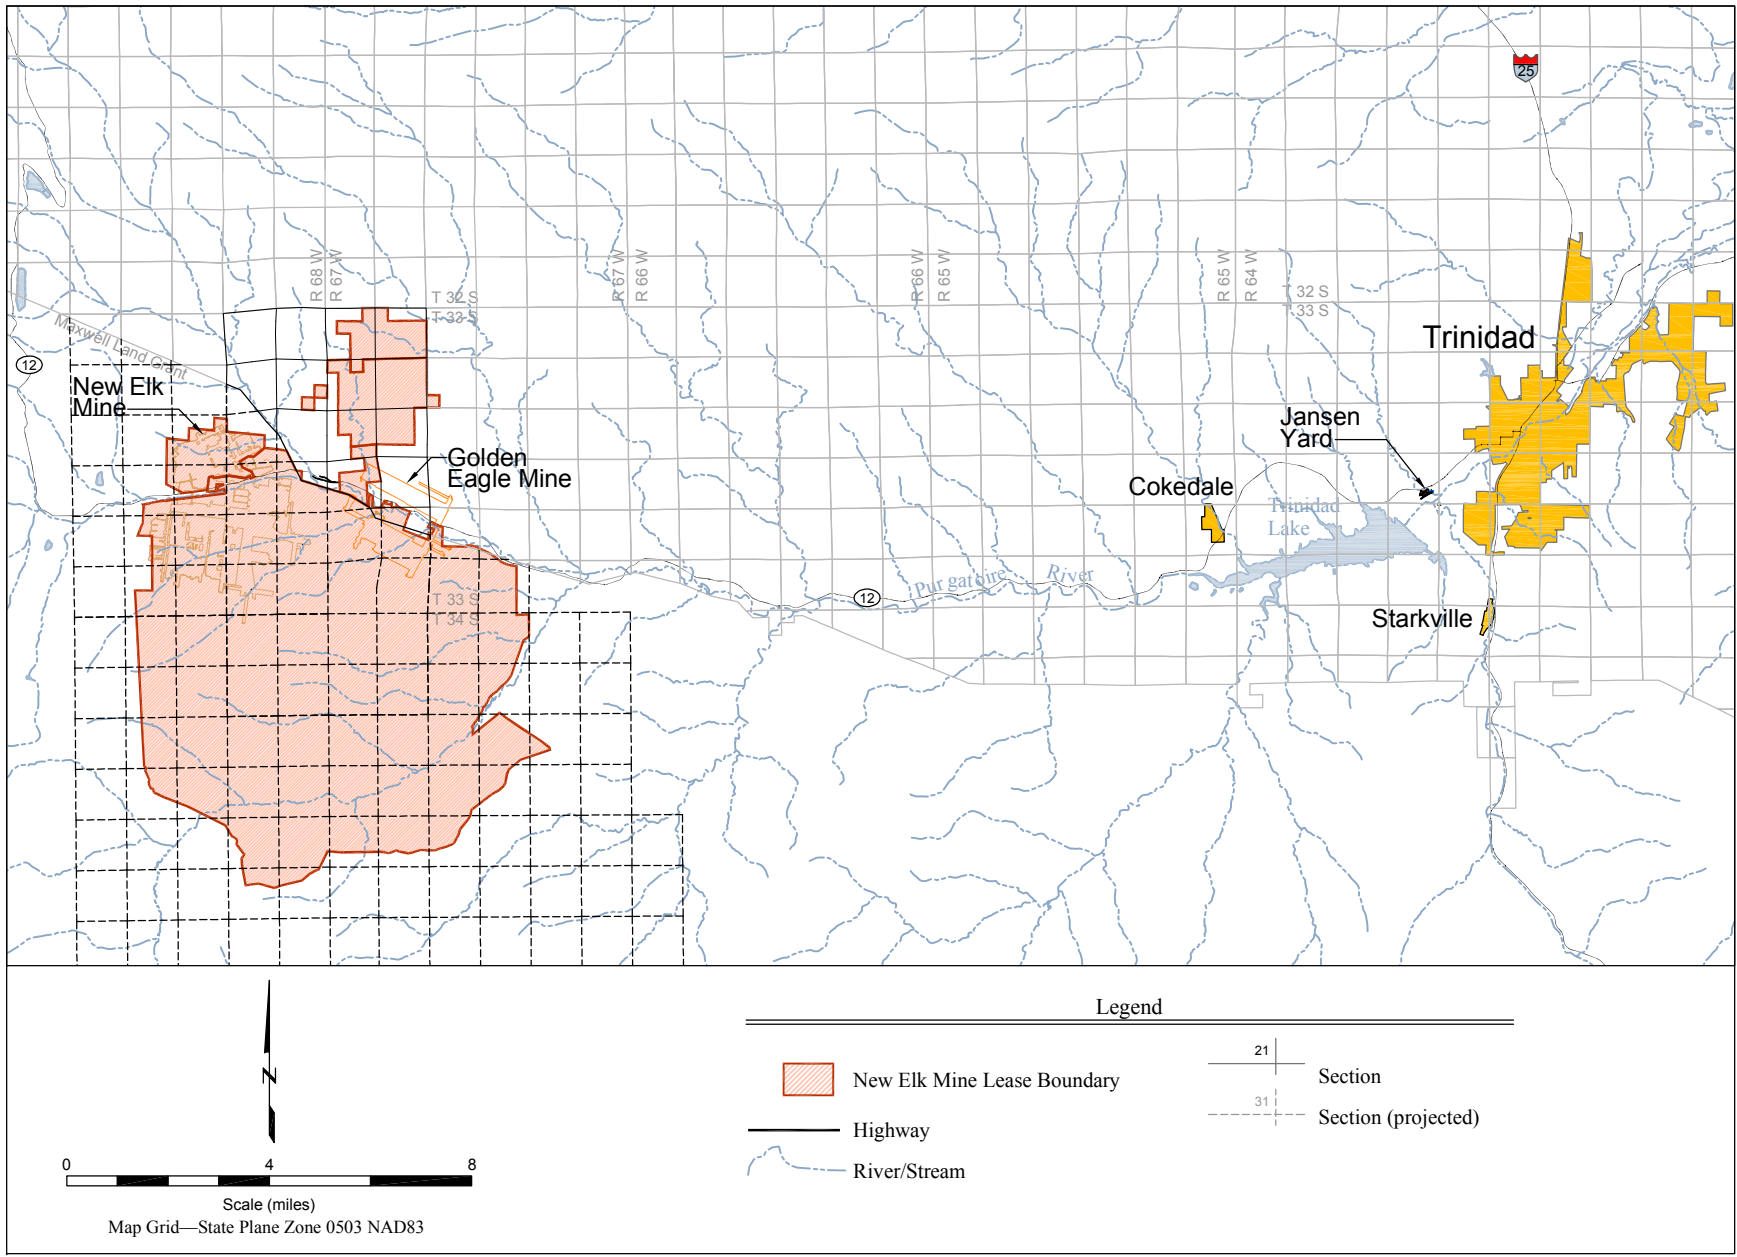 25
R 68 W
R 67 W
R 67 W
R 66 W
R 66 W
R 65 W
R 65 W
R 64 W
T 32 S
T 33 S
T 32 S
T 33 S
Maxwell Land Grant
12
Trinidad
New Elk
Mine
Jansen
Yard
Golden
Eagle Mine
Cokedale
Trinidad
Lake
Purgatoire River
12
T 33 S
T 34 S
Starkville
Legend
New Elk Mine Lease Boundary
Highway
River/Stream
21
Section
31
Section (projected)
N
0 4 8
Scale (miles)
Map Grid—State Plane Zone 0503 NAD83